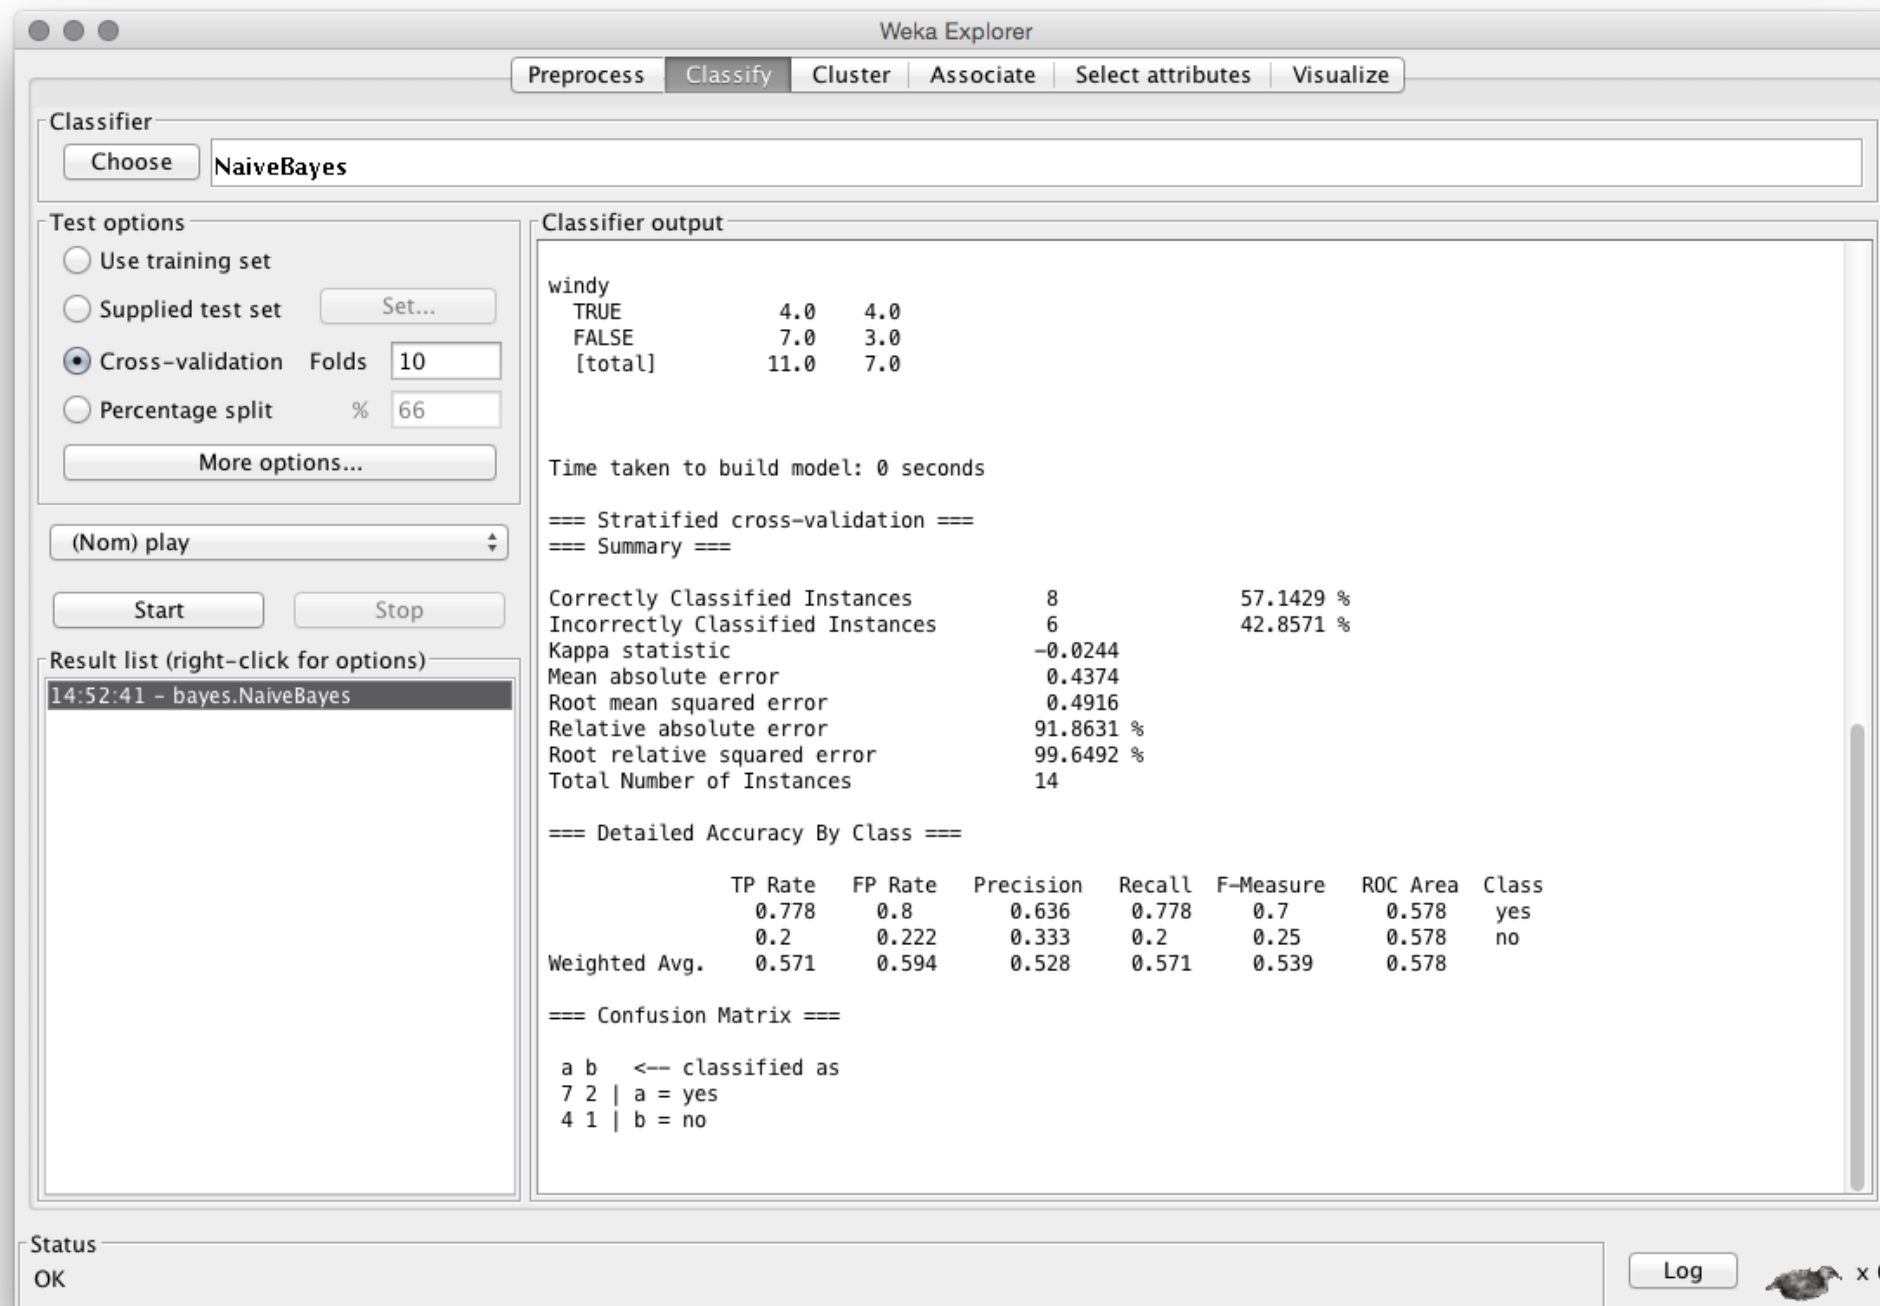 Weka Explorer
Preprocess Classify Cluster Associate Select attributes Visualize
Classifier
Choose NaiveBayes
Test options
Use training set
Supplied test set Set...
Cross-validation Folds 10
Percentage split % 66
More options...
(Nom) play
Start Stop
Result list (right-click for options)
14:52:41 - bayes.NaiveBayes
Classifier output
windy
TRUE 4.0 4.0
FALSE 7.0 3.0
[total] 11.0 7.0
Time taken to build model: 0 seconds
=== Stratified cross-validation ===
=== Summary ===
Correctly Classified Instances 8 57.1429 %
Incorrectly Classified Instances 6 42.8571 %
Kappa statistic -0.0244
Mean absolute error 0.4374
Root mean squared error 0.4916
Relative absolute error 91.8631 %
Root relative squared error 99.6492 %
Total Number of Instances 14
=== Detailed Accuracy By Class ===
TP Rate FP Rate Precision Recall F-Measure ROC Area Class
0.778 0.8 0.636 0.778 0.7 0.578 yes
0.2 0.222 0.333 0.2 0.25 0.578 no
Weighted Avg. 0.571 0.594 0.528 0.571 0.539 0.578
=== Confusion Matrix ===
a b <-- classified as
7 2 | a = yes
4 1 | b = no
Status
OK
Log x